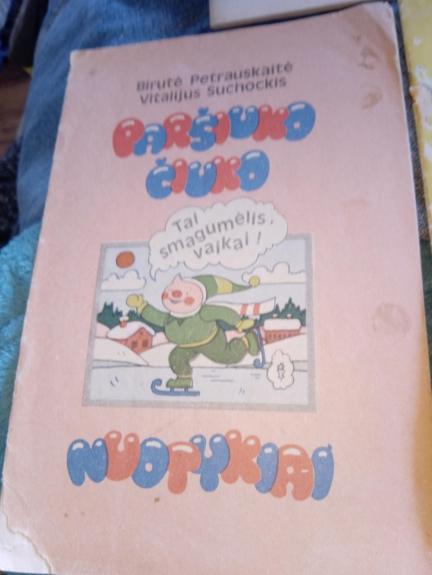 Birutė Petrauskaitė
Vitalijus Suchockis
PARŠIUKO
ČIUKO
Tai
smagumėlis,
vaikai !
NUOTYKIAI